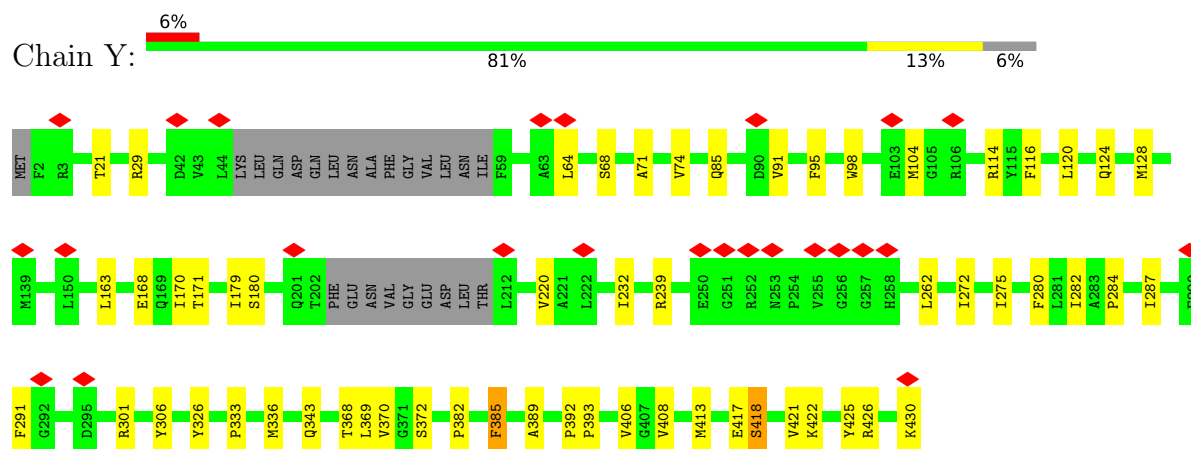 6%
Chain Y:
81% 13% 6%
MET F2 R3 T21 R29 D42 V43 L44 LYS LEU GLN ASP GLN LEU ASN ALA PHE GLY VAL LEU ASN ILE F59 A63 L64 S68 A71 V74 Q85 D90 V91 F95 W98 E103 M104 G105 R106 R114 Y115 F116 L120 Q124 M128
M139 L150 L163 E168 Q169 I170 T171 I179 S180 Q201 T202 PHE GLU ASN VAL GLY GLU ASP LEU THR L212 V220 A221 L222 I232 R239 E250 G251 R252 N253 P254 V255 G256 G257 H258 L262 I272 I275 F280 L281 I282 A283 P284 I287
F291 G292 D295 R301 Y306 Y326 P333 M336 Q343 T368 L369 V370 G371 S372 P382 F385 A389 P392 P393 V406 G407 V408 M413 E417 S418 V421 K422 Y425 R426 K430